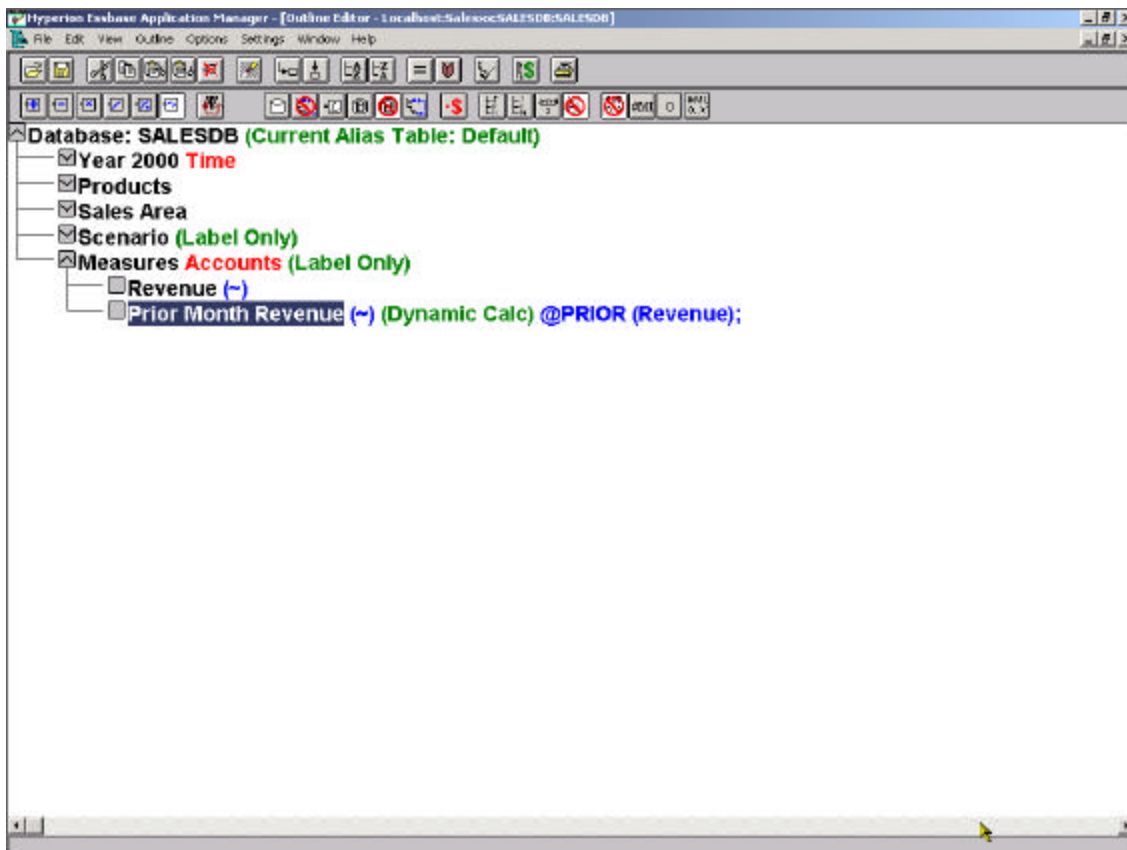 Hyperion Essbase Application Manager - [Outline Editor - Localhost:Salesxx:SALESDB:SALESDB]
File Edit View Outline Options Settings Window Help
Database: SALESDB (Current Alias Table: Default)
Year 2000 Time
Products
Sales Area
Scenario (Label Only)
Measures Accounts (Label Only)
Revenue (~)
Prior Month Revenue (~) (Dynamic Calc) @PRIOR (Revenue);